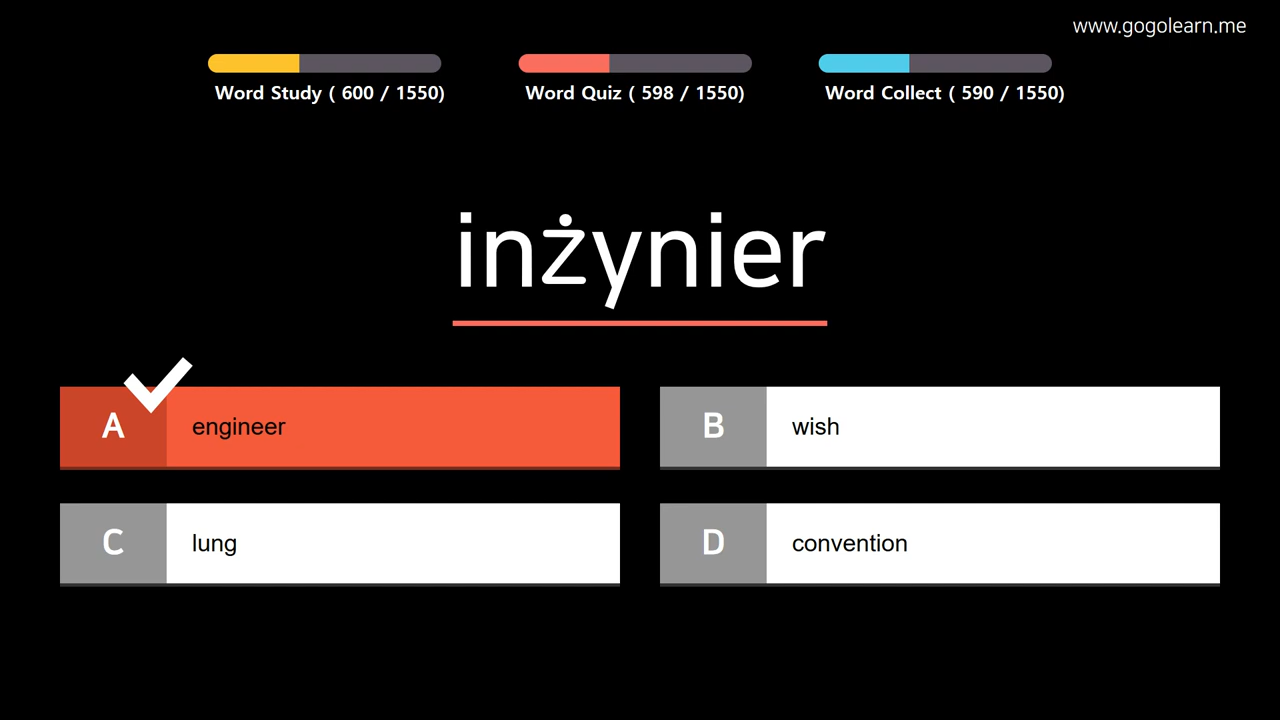 www.gogolearn.me
Word Study ( 600 / 1550)
Word Quiz ( 598 / 1550)
Word Collect ( 590 / 1550)
inżynier
A engineer
B wish
C lung
D convention